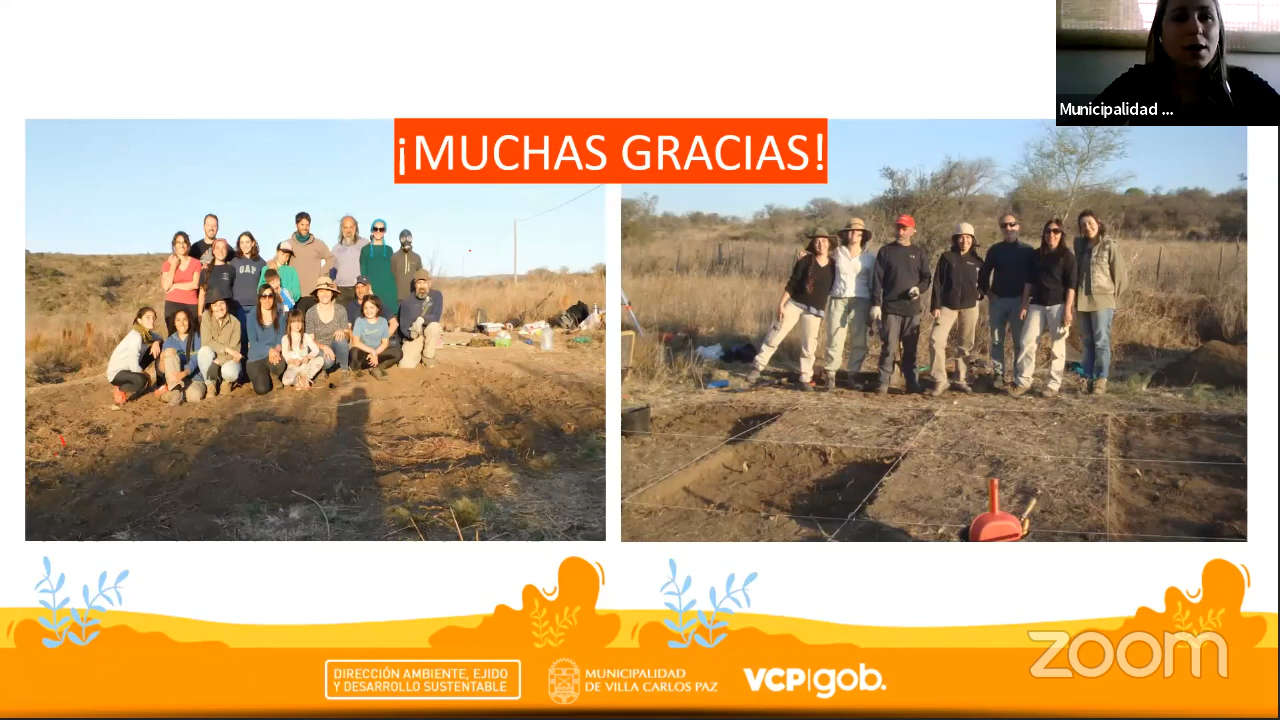 Municipalidad ...
¡MUCHAS GRACIAS!
GAP
zoom
DIRECCIÓN AMBIENTE, EJIDO
Y DESARROLLO SUSTENTABLE
MUNICIPALIDAD
DE VILLA CARLOS PAZ
VCP|gob.